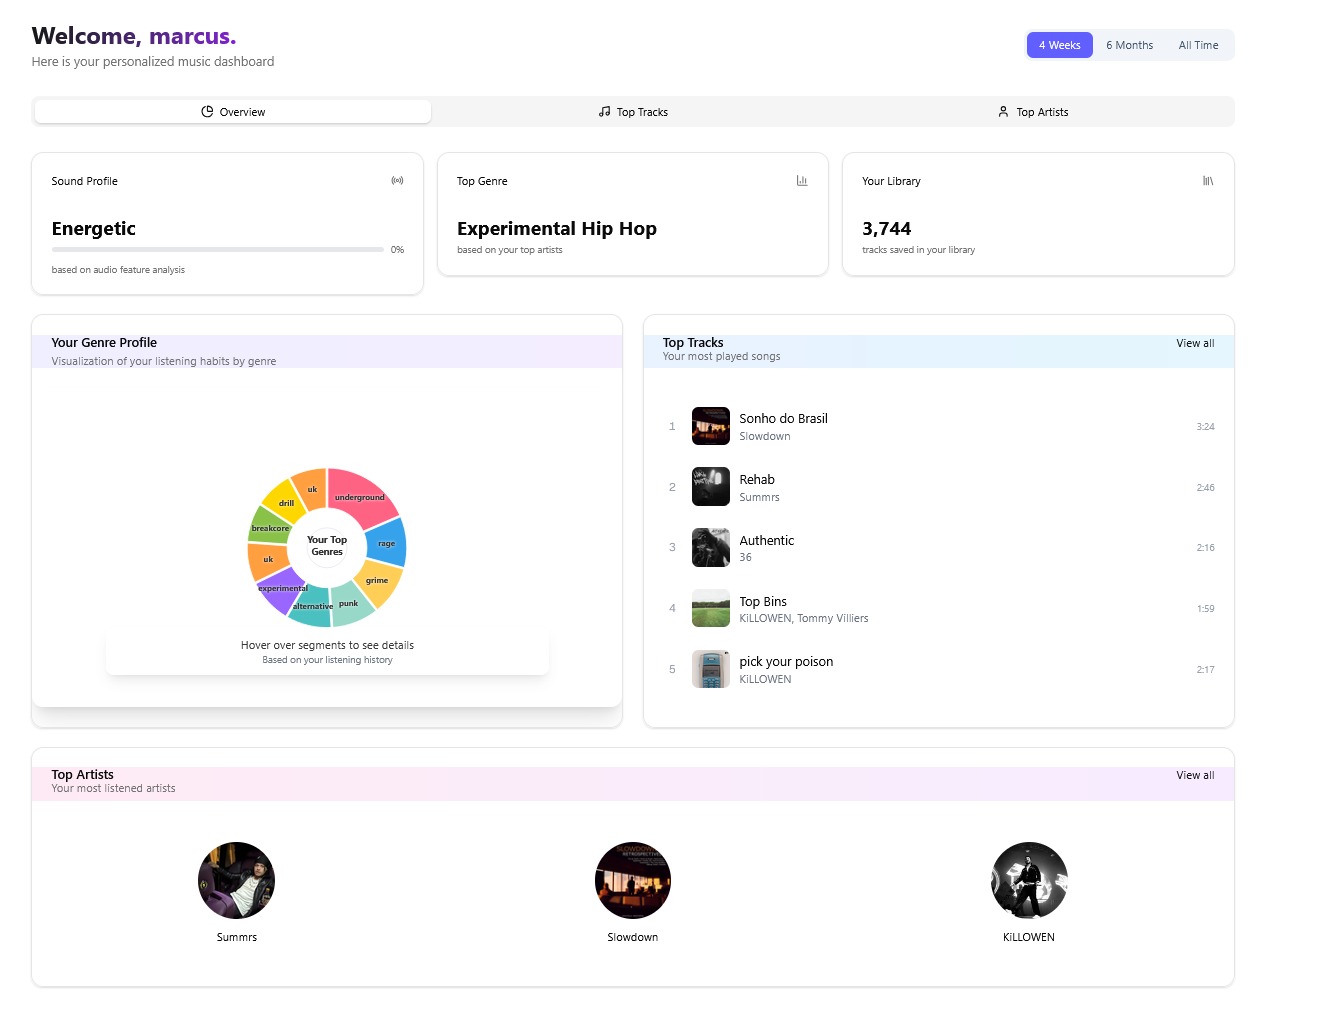 Welcome, marcus.
Here is your personalized music dashboard
4 Weeks
6 Months
All Time
Overview
Top Tracks
Top Artists
Sound Profile
Energetic
0%
based on audio feature analysis
Top Genre
Experimental Hip Hop
based on your top artists
Your Library
3,744
tracks saved in your library
Your Genre Profile
Visualization of your listening habits by genre
uk
underground
drill
breakcore
rage
uk
grime
experimental
alternative
punk
Your Top
Genres
Hover over segments to see details
Based on your listening history
Top Tracks
View all
Your most played songs
1
Sonho do Brasil
Slowdown
3:24
2
Rehab
Summrs
2:46
3
Authentic
36
2:16
4
Top Bins
KiLLOWEN, Tommy Villiers
1:59
5
pick your poison
KiLLOWEN
2:17
Top Artists
View all
Your most listened artists
Summrs
Slowdown
KiLLOWEN